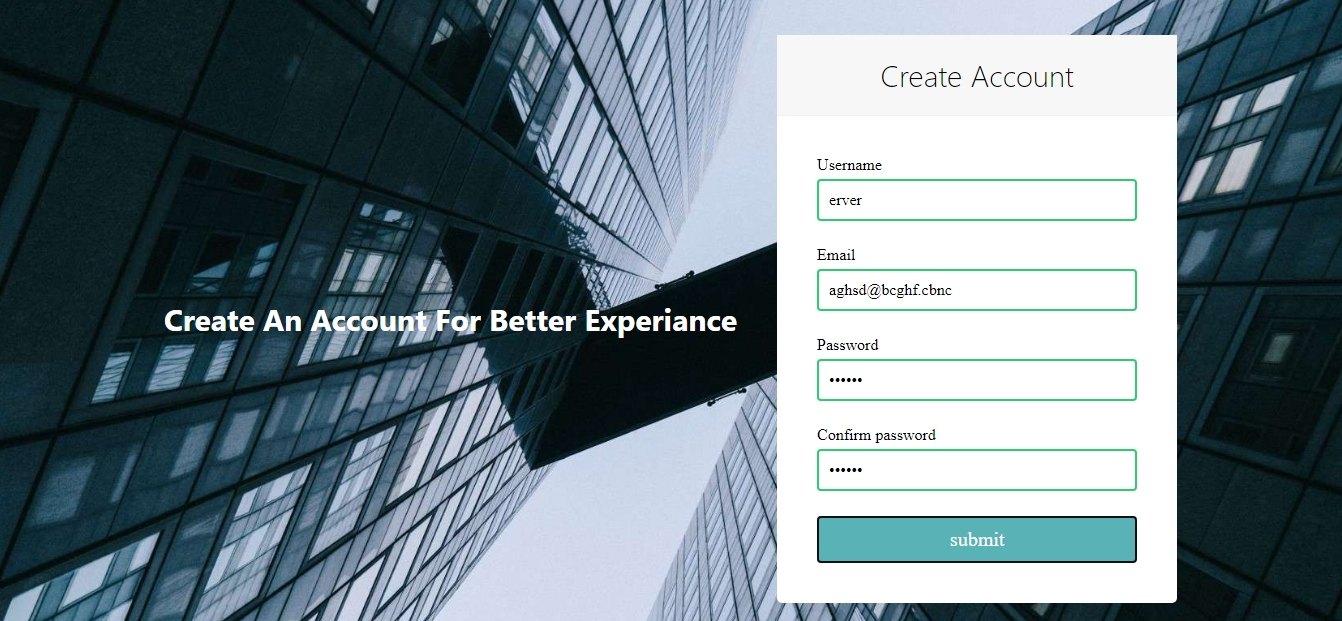 Create An Account For Better Experiance
Create Account
Username
erver
Email
aghsd@bcghf.cbnc
Password
••••••
Confirm password
••••••
submit